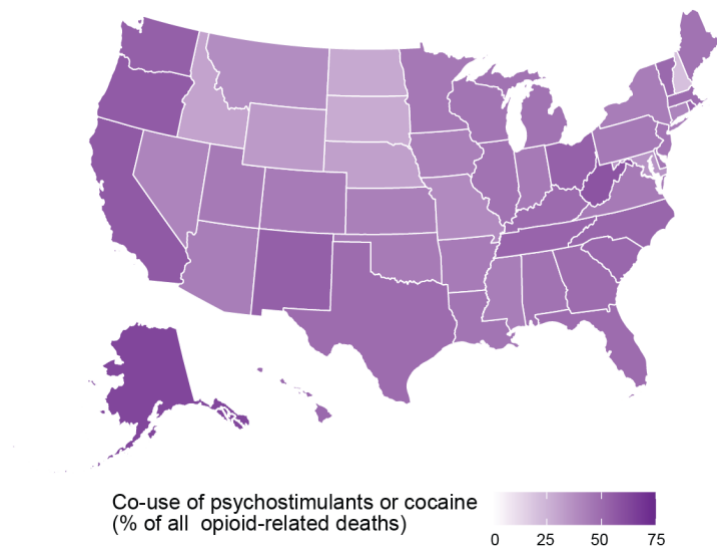 Co-use of psychostimulants or cocaine
(% of all opioid-related deaths)
0 25 50 75